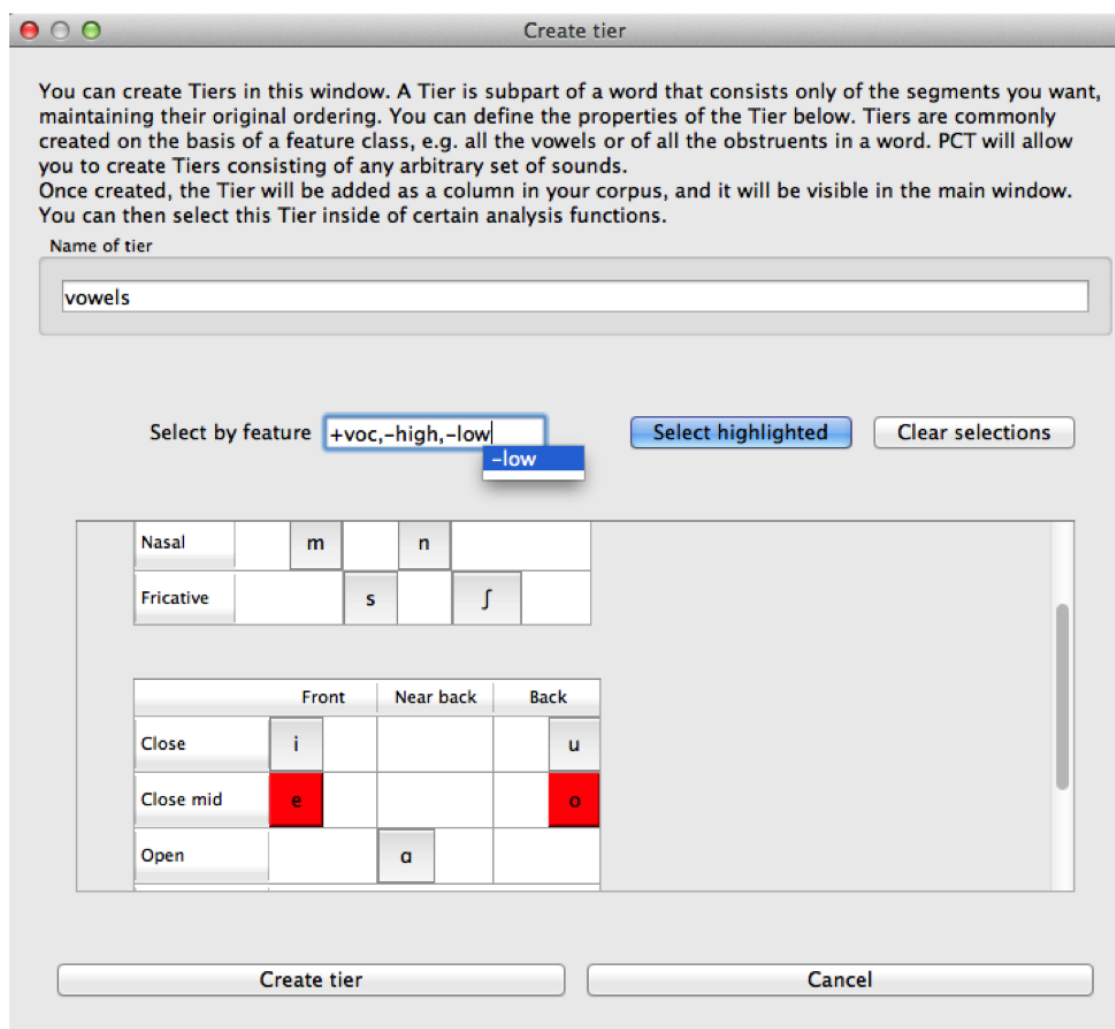 Create tier
You can create Tiers in this window. A Tier is subpart of a word that consists only of the segments you want,
maintaining their original ordering. You can define the properties of the Tier below. Tiers are commonly
created on the basis of a feature class, e.g. all the vowels or of all the obstruents in a word. PCT will allow
you to create Tiers consisting of any arbitrary set of sounds.
Once created, the Tier will be added as a column in your corpus, and it will be visible in the main window.
You can then select this Tier inside of certain analysis functions.
Name of tier
vowels
Select by feature +voc,-high,-low Select highlighted Clear selections
-low
Nasal m n
Fricative s ʃ
Front Near back Back
Close i u
Close mid e o
Open ɑ
Create tier Cancel